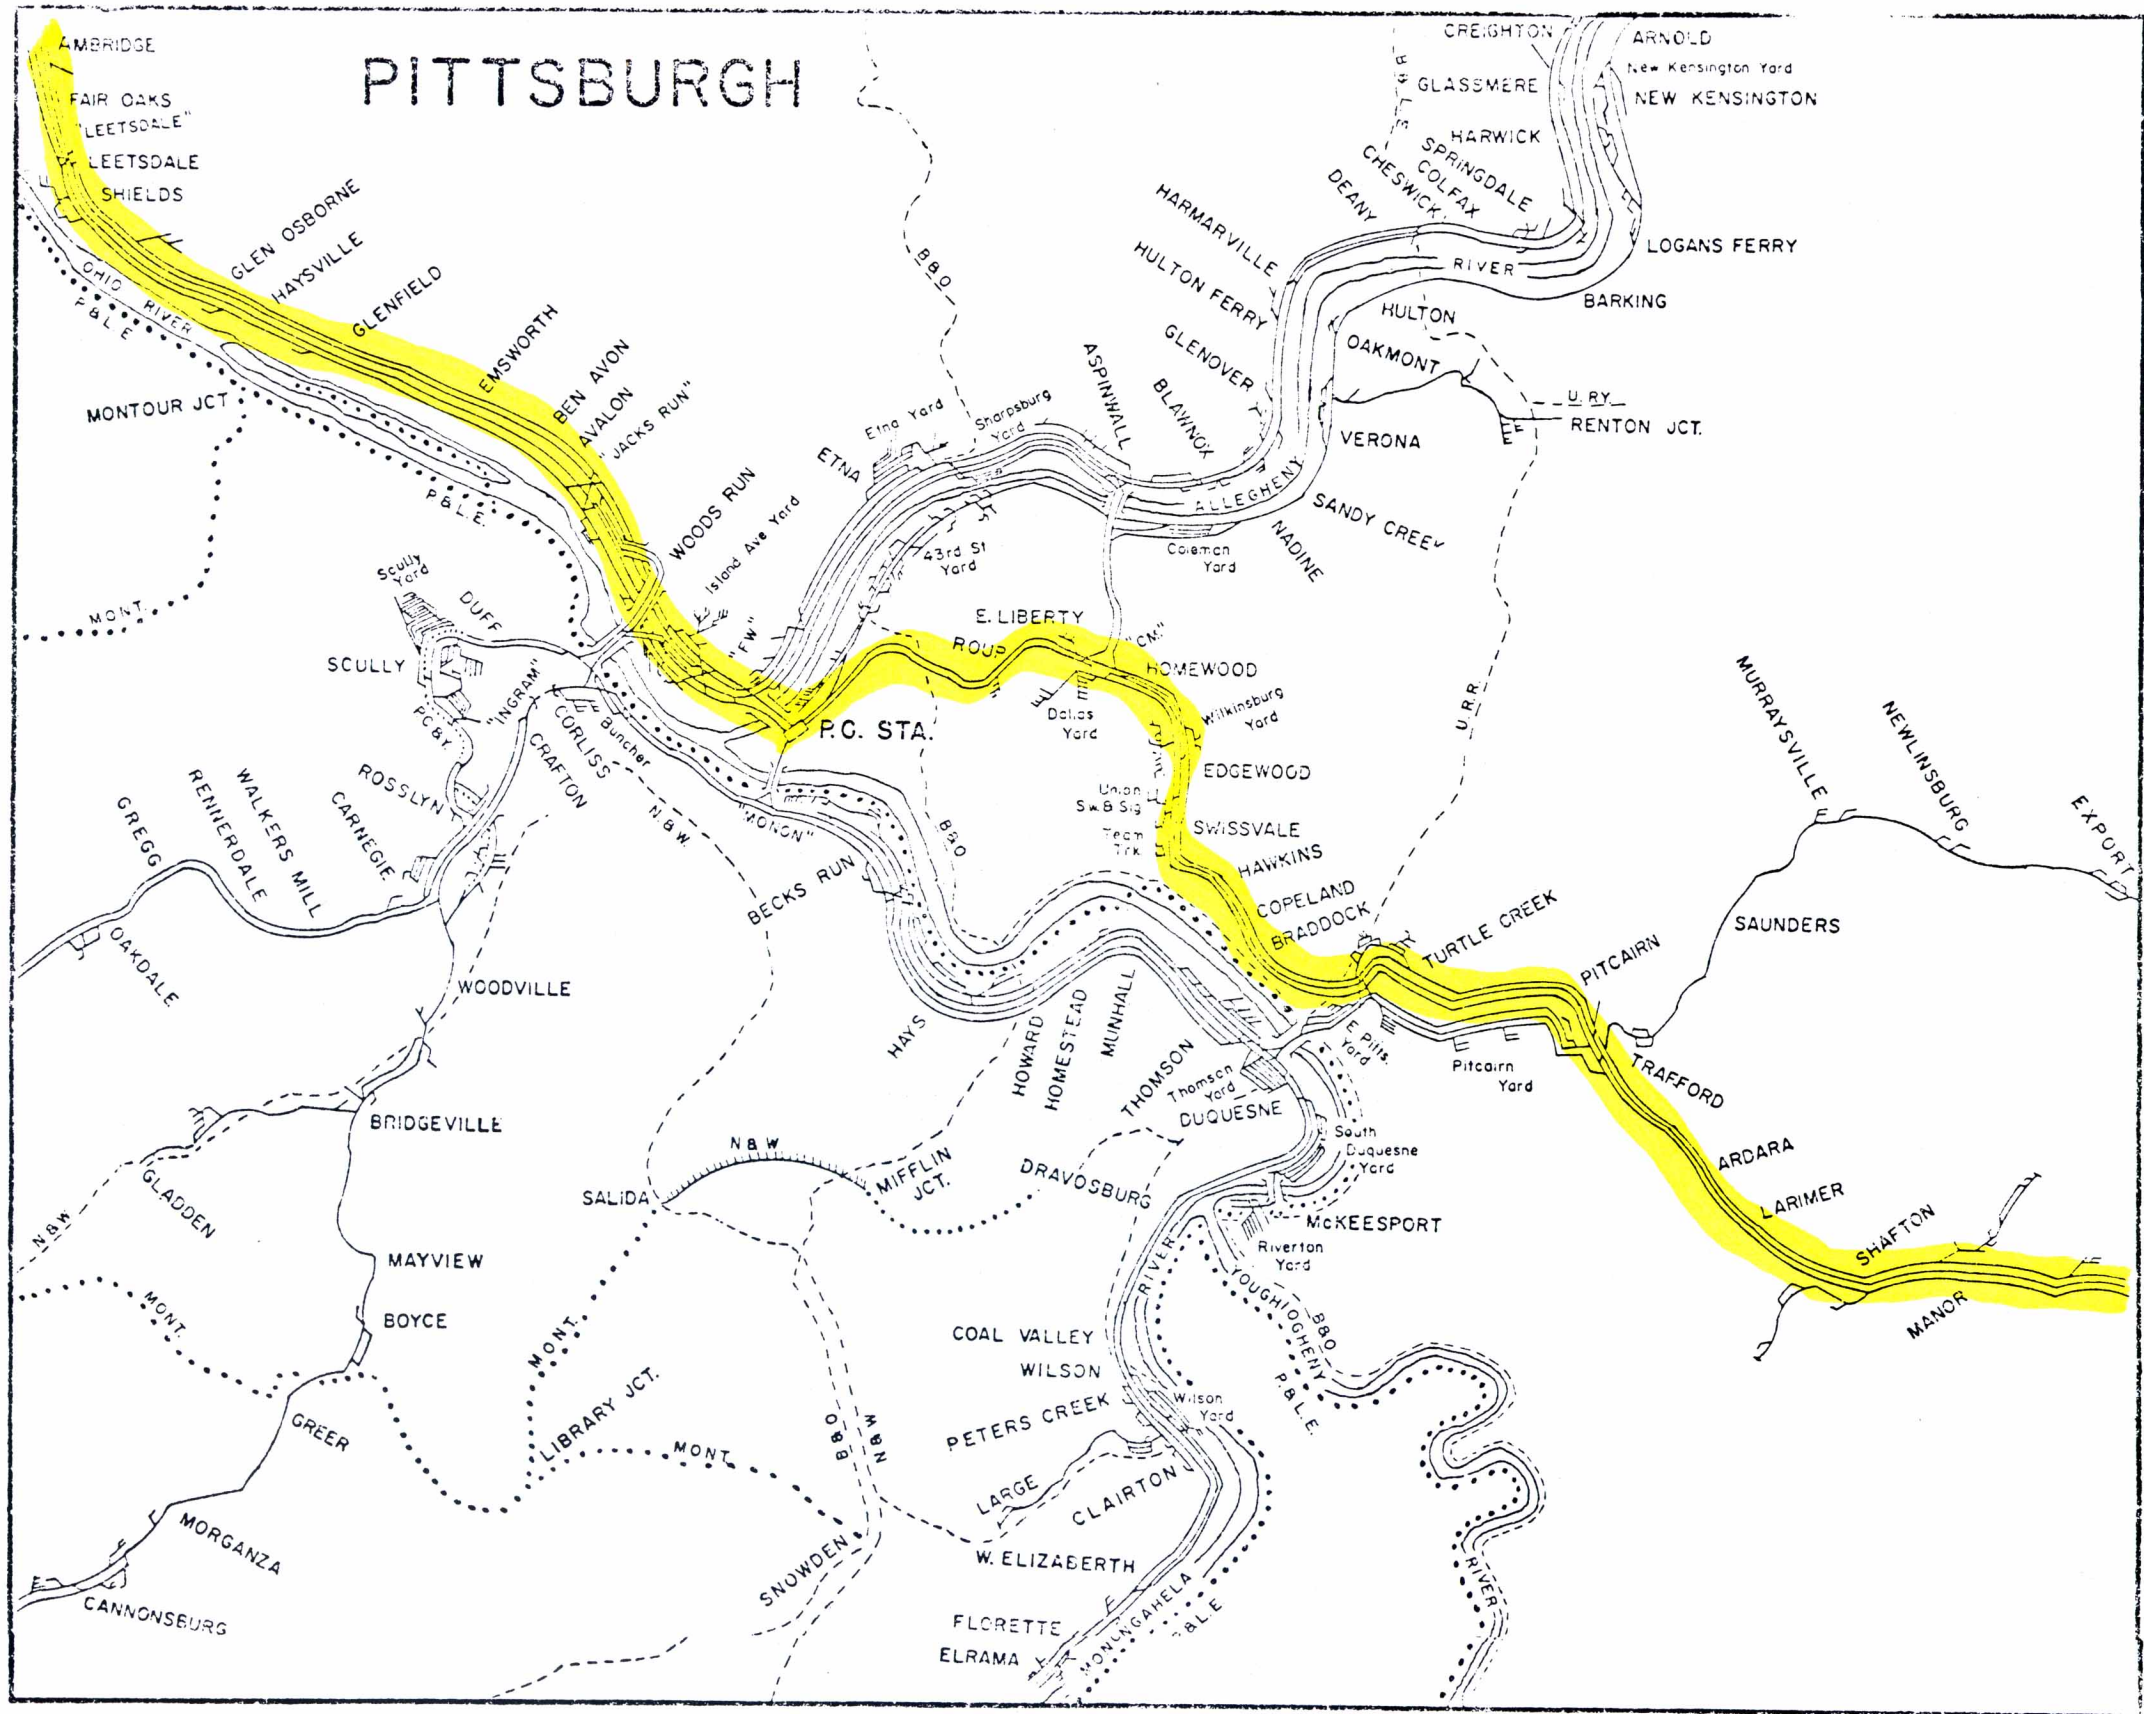 PITTSBURGH
AMBRIDGE
FAIR OAKS
"LEETSDALE"
LEETSDALE
SHIELDS
GLEN OSBORNE
HAYSVILLE
GLENFIELD
EMSWORTH
BEN AVON
AVALON
"JACKS RUN"
WOODS RUN
Island Ave Yard
"FW"
OHIO RIVER
P&L.E
MONTOUR JCT
P&L.E.
MONT.
Scully
Yard
DUFF
SCULLY
"INGRAM"
P.C.&Y.
CORLISS
Buncher
CRAFTON
ROSSLYN
CARNEGIE
WALKERS MILL
RENNERDALE
GREGG
OAKDALE
N.&W.
"MONON"
BECKS RUN
P.C. STA.
B&O
ETNA
Etna Yard
Sharpsburg
Yard
ASPINWALL
BLAWNOX
GLENOVER
HULTON FERRY
HARMARVILLE
DEANY
CHESWICK
COLFAX
SPRINGDALE
HARWICK
GLASSMERE
CREIGHTON
ARNOLD
New Kensington Yard
NEW KENSINGTON
LOGANS FERRY
RIVER
BARKING
HULTON
OAKMONT
U. RY.
RENTON JCT.
VERONA
ALLEGHENY
SANDY CREEK
NADINE
Coleman
Yard
43rd St
Yard
E. LIBERTY
ROUP
"CM"
HOMEWOOD
Wilkinsburg
Yard
Dallas
Yard
EDGEWOOD
Union
Sw.& Sig
Team
Trk.
SWISSVALE
HAWKINS
COPELAND
BRADDOCK
TURTLE CREEK
PITCAIRN
U.R.R.
B&O
MURRAYSVILLE
NEWLINSBURG
EXPORT
SAUNDERS
E Pitts.
Yard
Pitcairn
Yard
TRAFFORD
ARDARA
LARIMER
SHAFTON
MANOR
HAYS
HOWARD
HOMESTEAD
MUNHALL
THOMSON
Thomson
Yard
DUQUESNE
South
Duquesne
Yard
DRAVOSBURG
McKEESPORT
Riverton
Yard
RIVER
YOUGHIOGHENY
B&O
P.&L.E.
RIVER
WOODVILLE
BRIDGEVILLE
GLADDEN
N&W
MAYVIEW
BOYCE
MONT.
GREER
MORGANZA
CANNONSBURG
N&W
SALIDA
MIFFLIN
JCT.
MONT.
LIBRARY JCT.
MONT.
B&O
N&W
SNOWDEN
COAL VALLEY
WILSON
PETERS CREEK
Wilson
Yard
LARGE
CLAIRTON
W. ELIZABERTH
FLORETTE
ELRAMA
MONONGAHELA
P&L.E